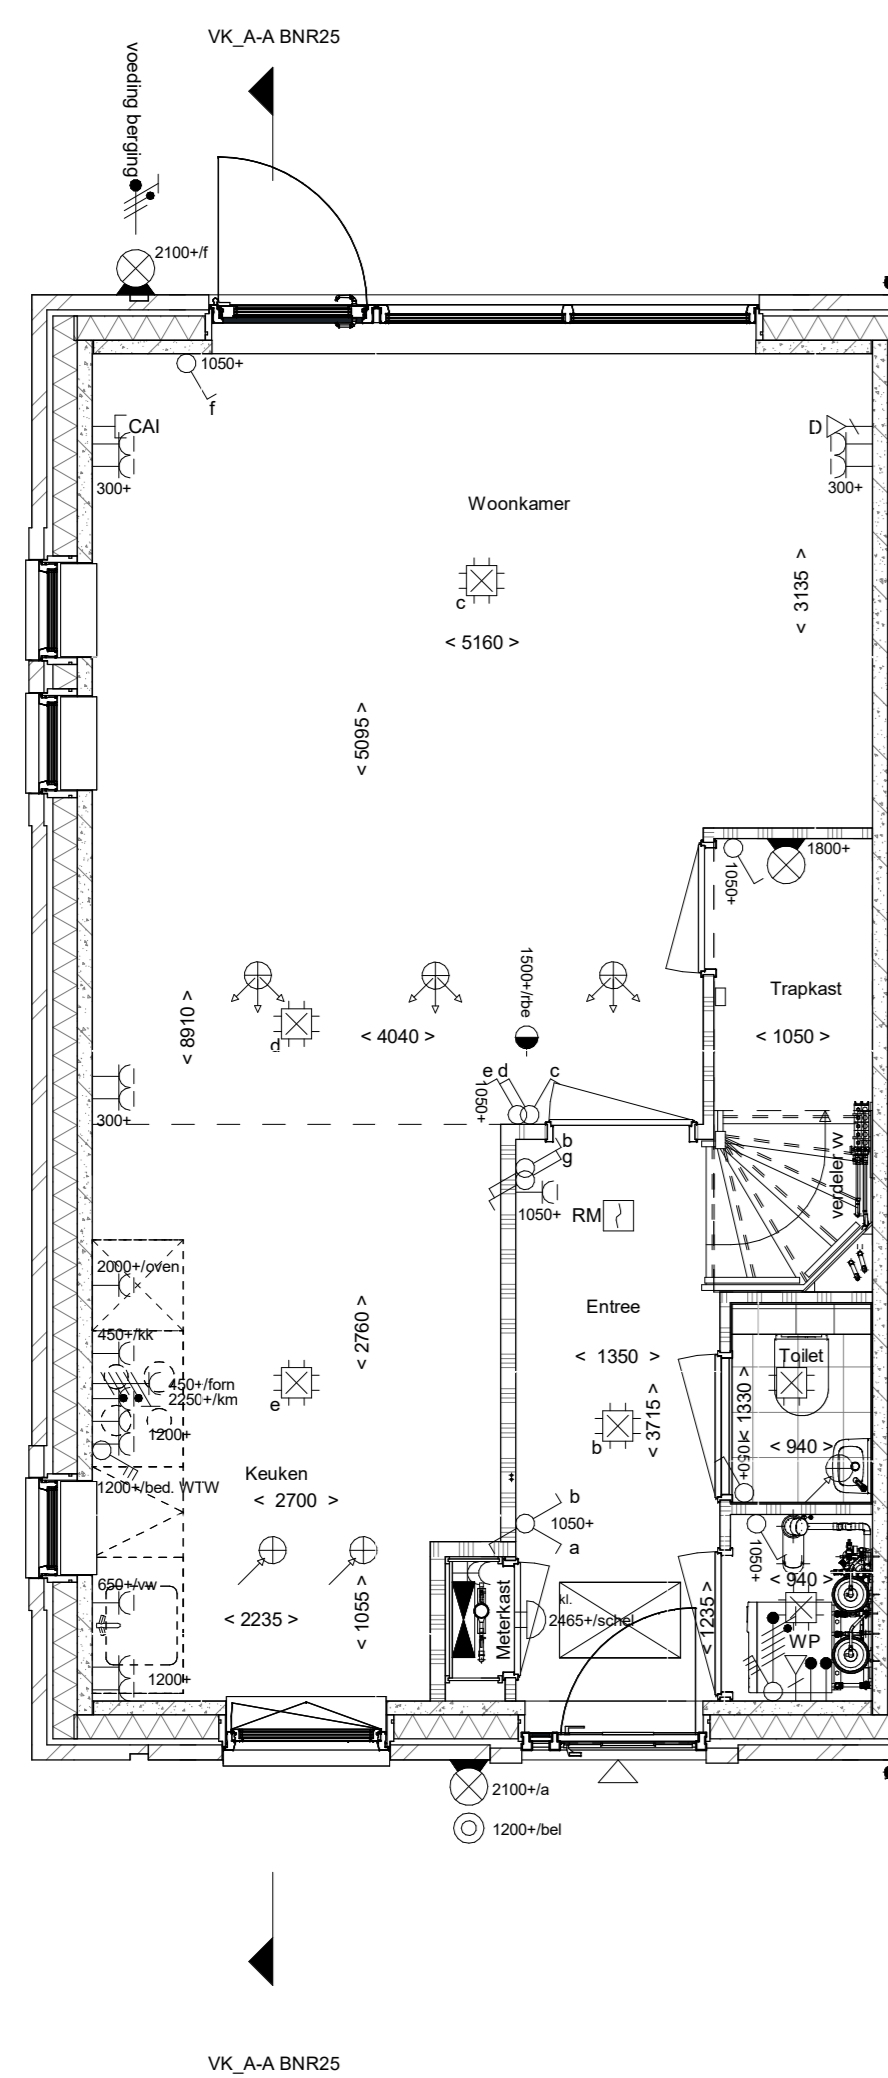 VK_A-A BNR25
voeding berging
2100+/f
1050+
f
CAI
300+
D
300+
Woonkamer
c
< 5160 >
< 3135 >
< 5095 >
1800+
1050+
Trapkast
< 1050 >
1500+/rbe
< 8910 >
d
< 4040 >
e d
c
1050+
300+
b
g
1050+
RM
verdeler vv
2000+/oven
Entree
450+/kk
< 2760 >
< 1350 >
Toilet
450+/forn
2250+/km
e
< 3715 >
< 1330 >
1200+
b
1050+
< 940 >
Keuken
1200+/bed. WTW
< 2700 >
b
1050+
a
1050+
< 940 >
650+/vw
kl.
2465+/schel
Meterkast
< 2235 >
< 1055 >
< 1235 >
WP
1200+
2100+/a
1200+/bel
VK_A-A BNR25